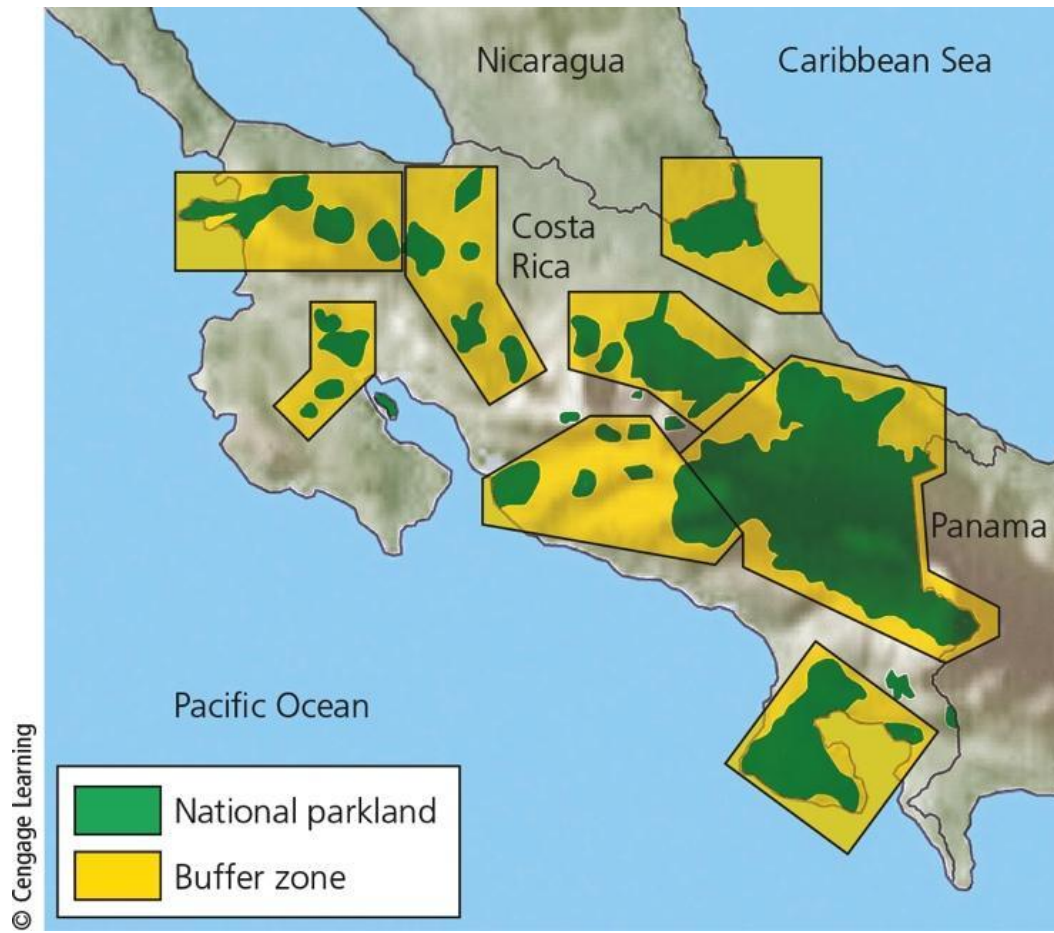 Nicaragua
Caribbean Sea
Costa
Rica
Panama
Pacific Ocean
National parkland
Buffer zone
© Cengage Learning